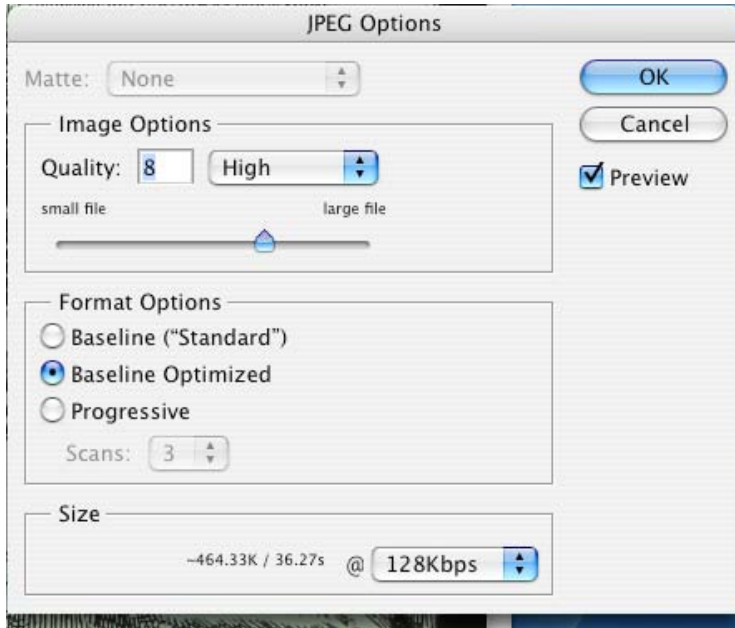 JPEG Options
Matte: None
OK
Cancel
Preview
Image Options
Quality: 8 High
small file large file
Format Options
Baseline (“Standard”)
Baseline Optimized
Progressive
Scans: 3
Size
~464.33K / 36.27s @ 128Kbps